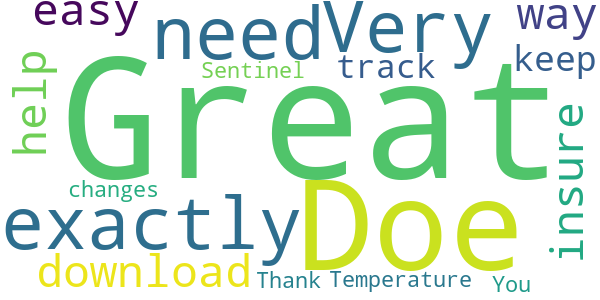 easy
need
Very
way
help
Sentinel
track
keep
Great
insure
changes
exactly
Doe
download
Thank
Temperature
You